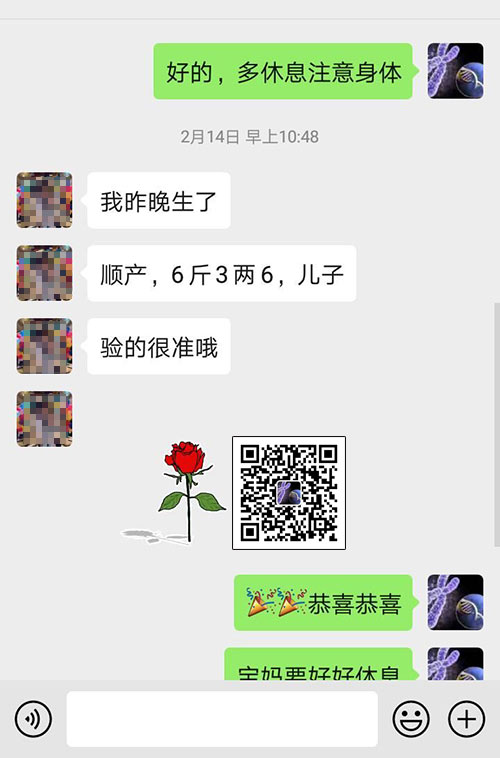 好的，多休息注意身体
2月14日 早上10:48
我昨晚生了
顺产，6斤3两6，儿子
验的很准哦
🎉🎉恭喜恭喜
宝妈要好好休息